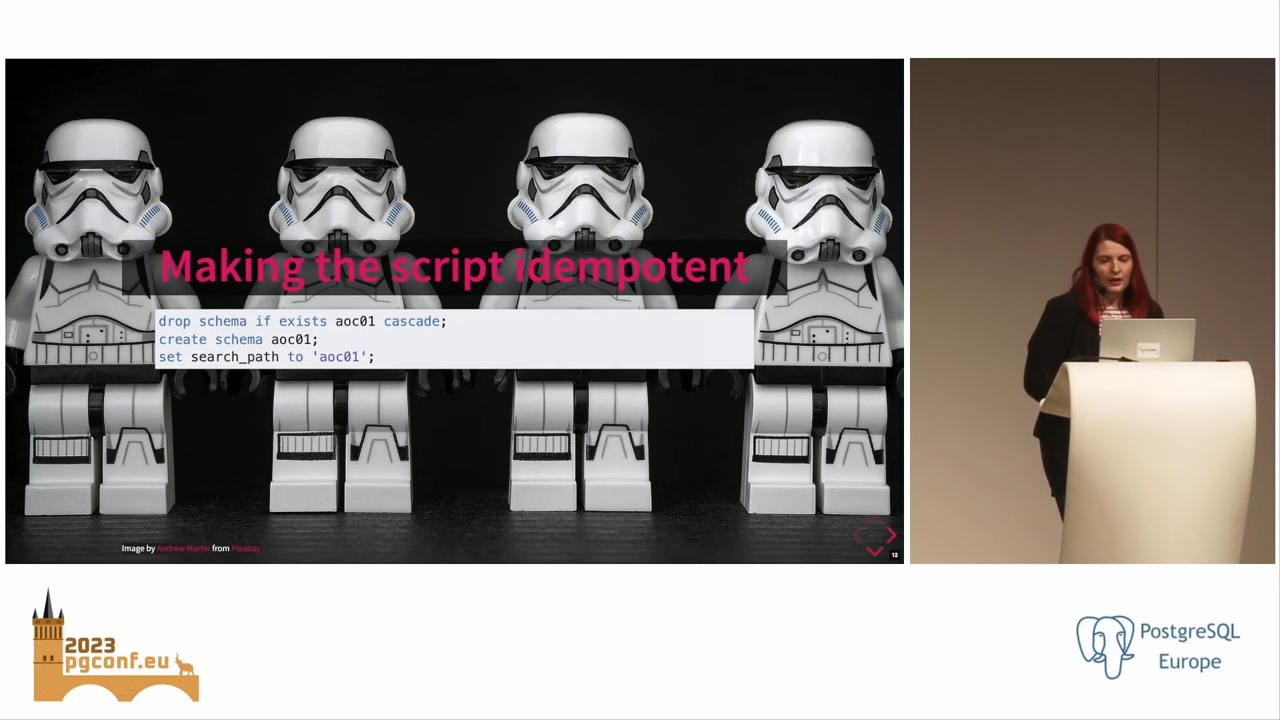 Making the script idempotent
drop schema if exists aoc01 cascade;
create schema aoc01;
set search_path to 'aoc01';
Image by Andrew Martin from Pixabay
12
2023
pgconf.eu
PostgreSQL
Europe